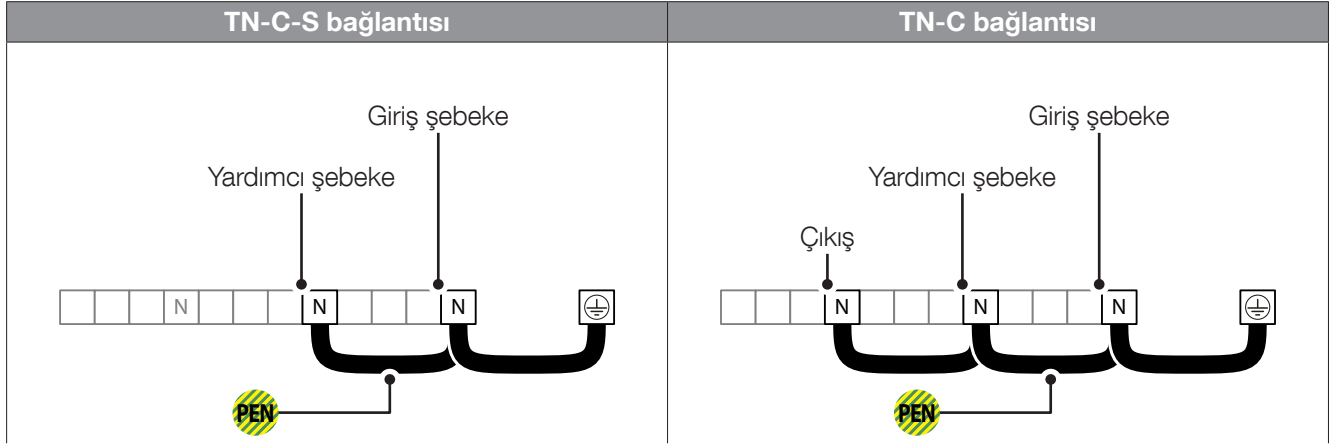 TN-C-S bağlantısı
TN-C bağlantısı
Giriş şebeke
Yardımcı şebeke
N
N
N
PEN
Giriş şebeke
Yardımcı şebeke
Çıkış
N
N
N
PEN